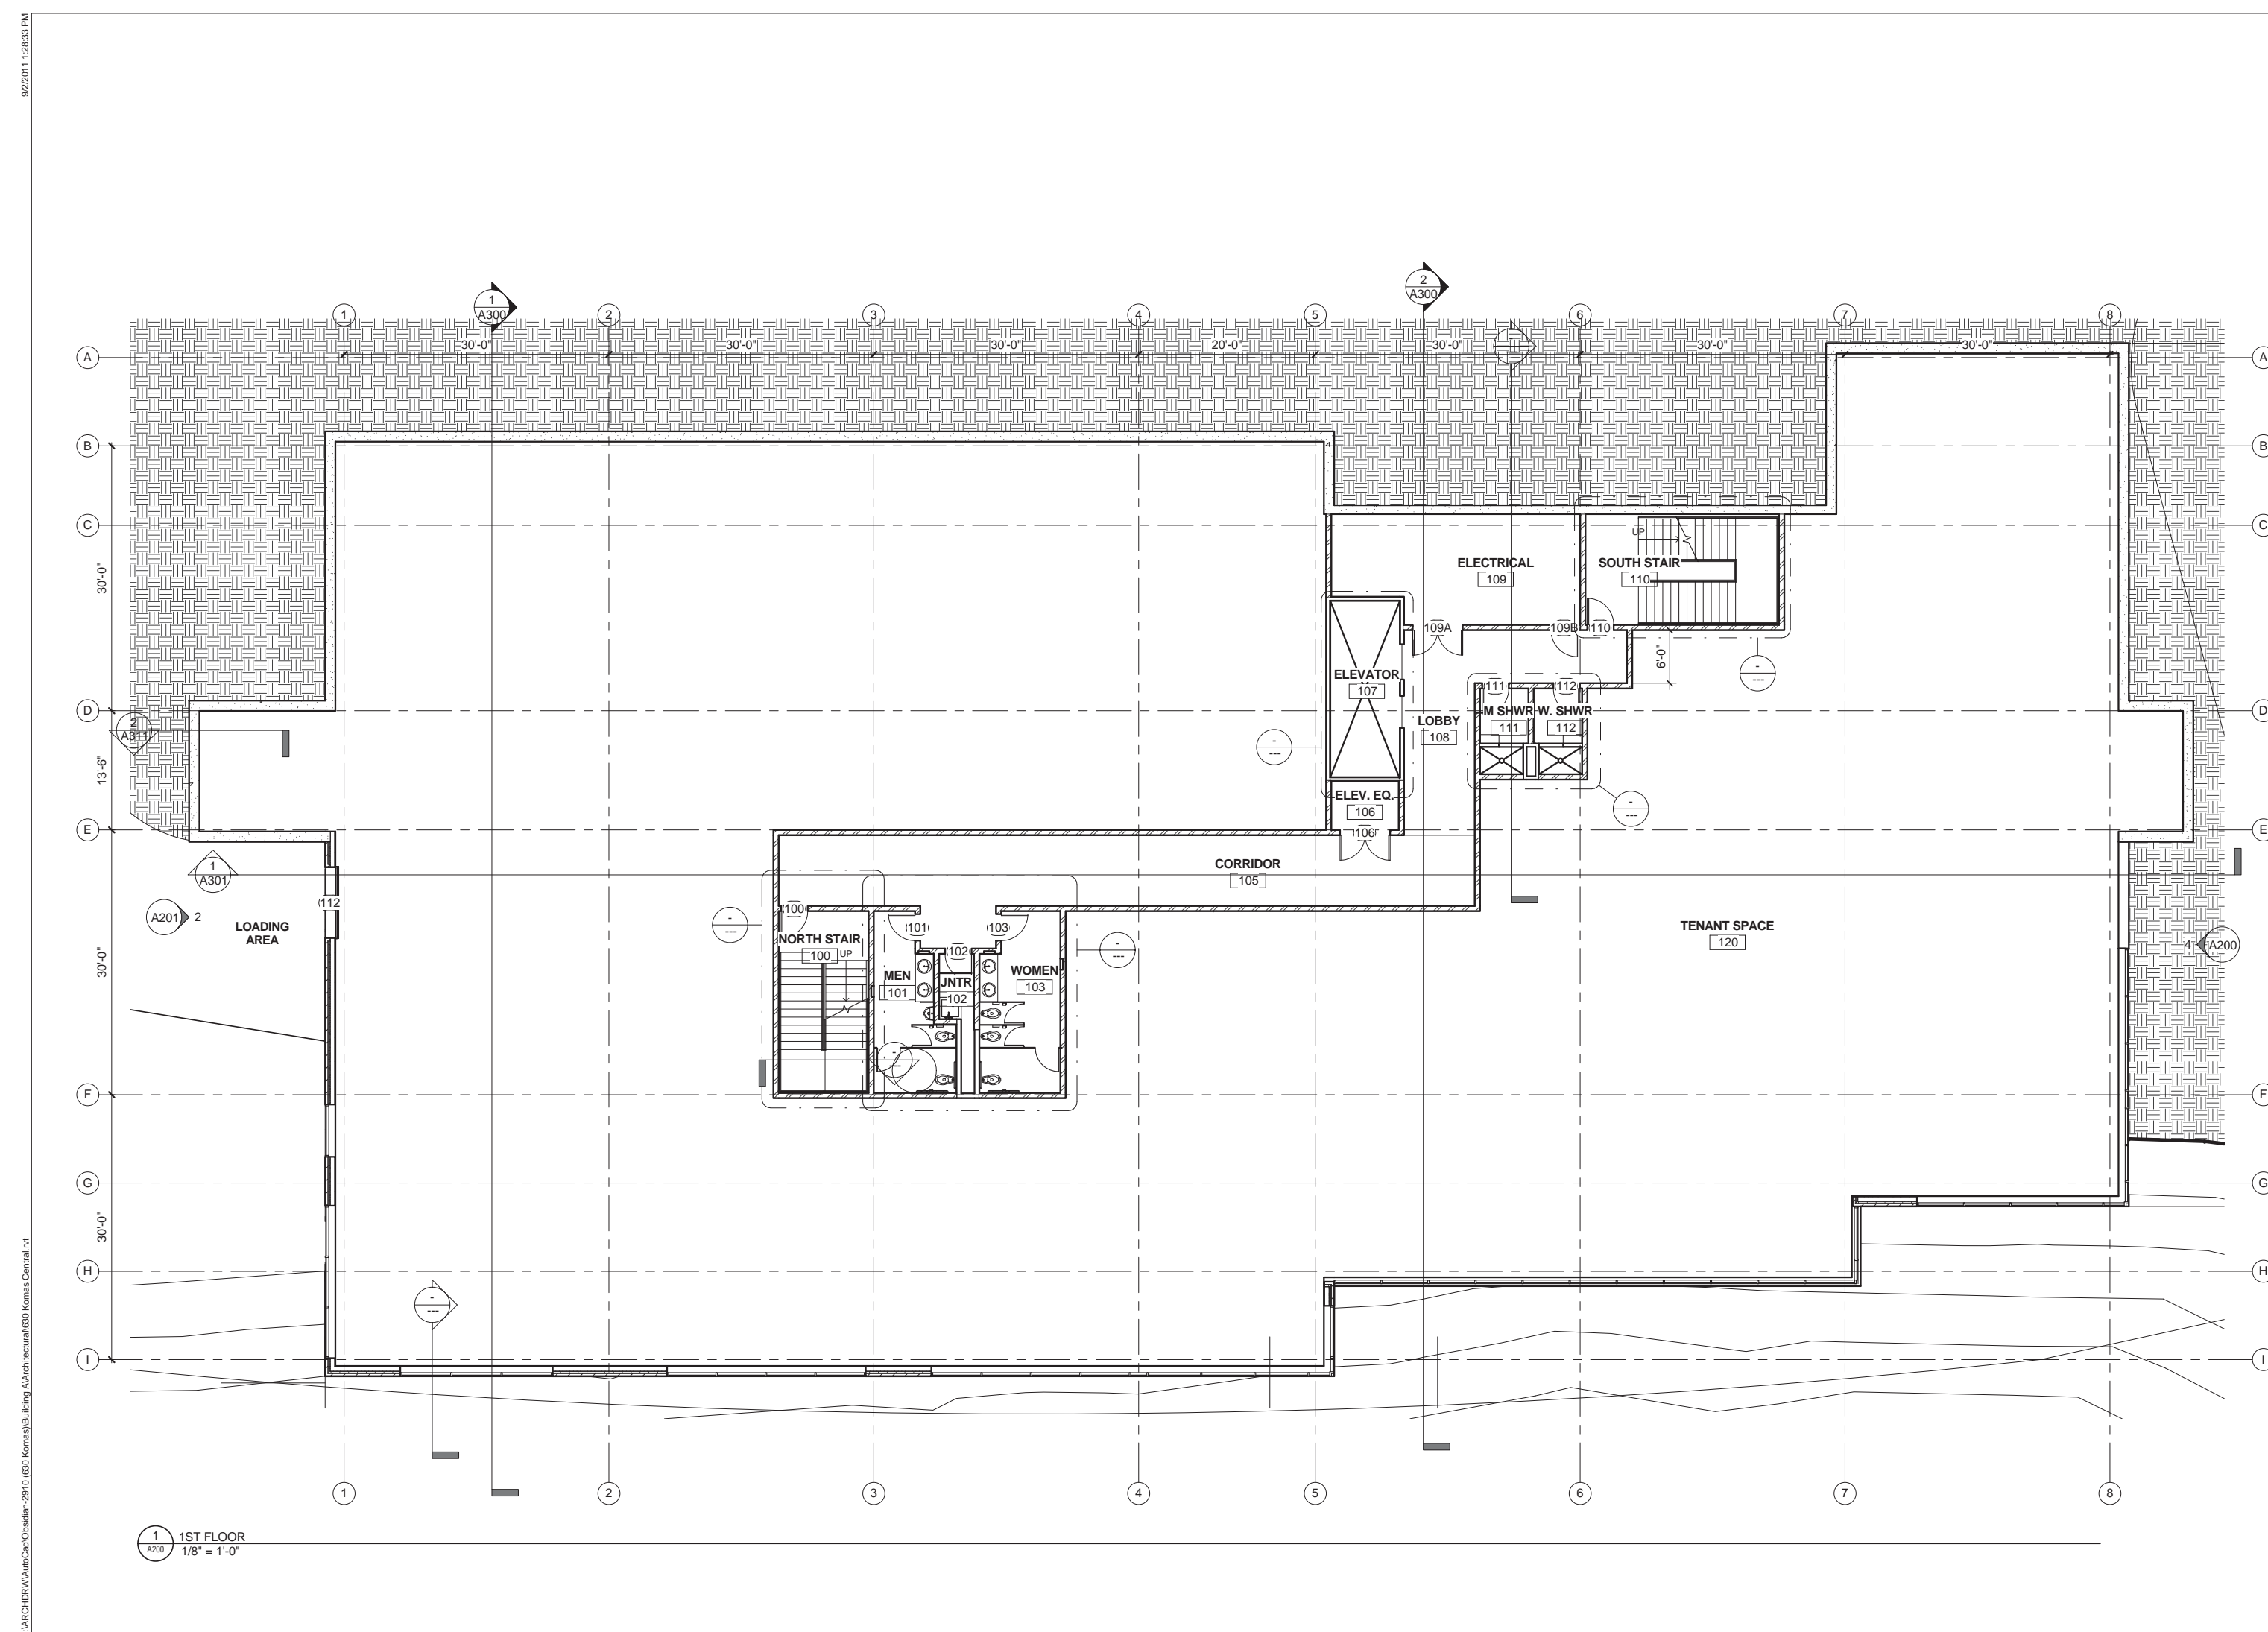 9/2/2011 1:28:33 PM
1
A300
2
A300
1
2
3
4
5
6
7
8
-
---
30'-0"
30'-0"
30'-0"
20'-0"
30'-0"
30'-0"
30'-0"
A
A
B
B
C
C
UP
ELECTRICAL
109
SOUTH STAIR
110
30'-0"
109A
109B
110
6'-0"
-
---
ELEVATOR
107
111
112
D
D
M SHWR
111
W. SHWR
112
LOBBY
108
2
A311
-
---
13'-6"
ELEV. EQ.
106
-
---
E
E
106
CORRIDOR
105
1
A301
112
100
A201
2
LOADING
AREA
-
---
101
103
TENANT SPACE
120
NORTH STAIR
100
UP
102
-
---
4
A200
30'-0"
MEN
101
JNTR
102
WOMEN
103
-
---
F
F
G
G
30'-0"
H
H
-
---
I
I
1
2
3
4
5
6
7
8
1
A200
1ST FLOOR
1/8" = 1'-0"
:\ARCHDRW\AutoCad\Obsidian-2910 (630 Komas)\Building A\Architectural\630 Komas Central.rvt